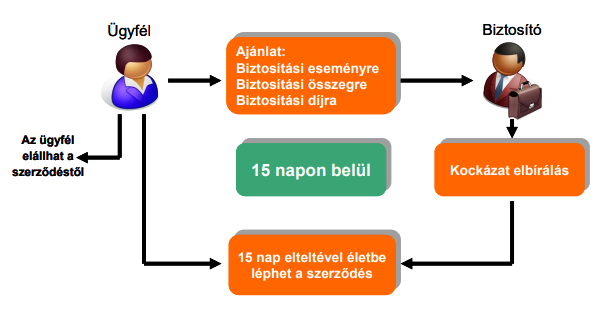 Ügyfél
Biztosító
Ajánlat:
Biztosítási eseményre
Biztosítási összegre
Biztosítási díjra
Az ügyfél
elállhat a
szerződéstől
15 napon belül
Kockázat elbírálás
15 nap elteltével életbe
léphet a szerződés